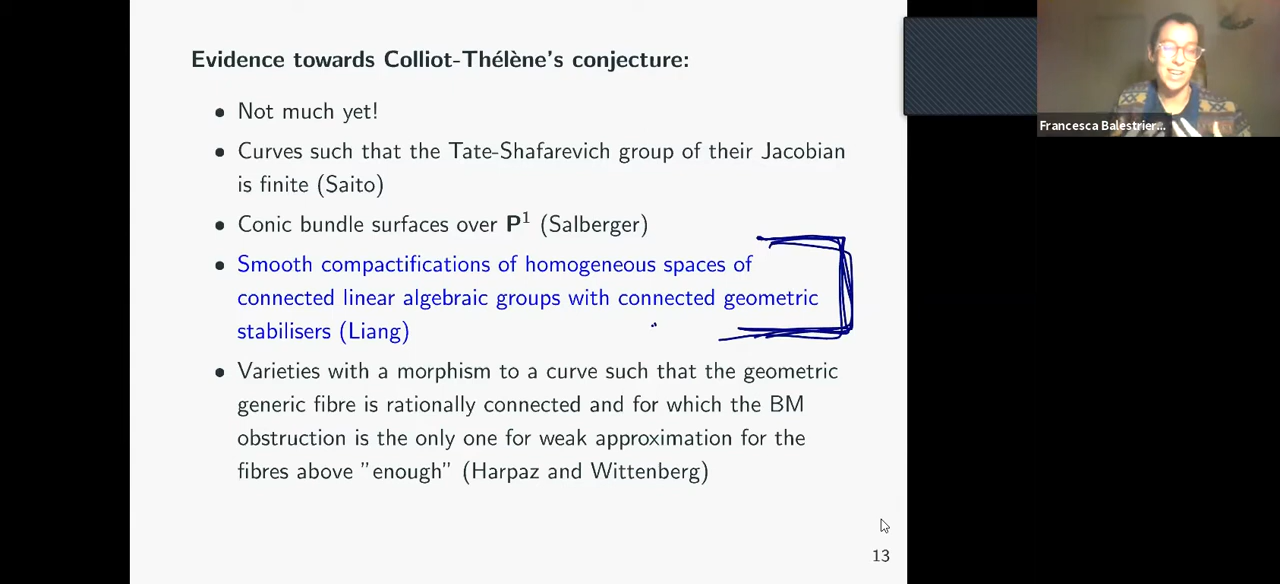 Evidence towards Colliot-Thélène's conjecture:
• Not much yet!
• Curves such that the Tate-Shafarevich group of their Jacobian
is finite (Saito)
• Conic bundle surfaces over P¹ (Salberger)
• Smooth compactifications of homogeneous spaces of
connected linear algebraic groups with connected geometric
stabilisers (Liang)
• Varieties with a morphism to a curve such that the geometric
generic fibre is rationally connected and for which the BM
obstruction is the only one for weak approximation for the
fibres above "enough" (Harpaz and Wittenberg)
13
Francesca Balestrier...